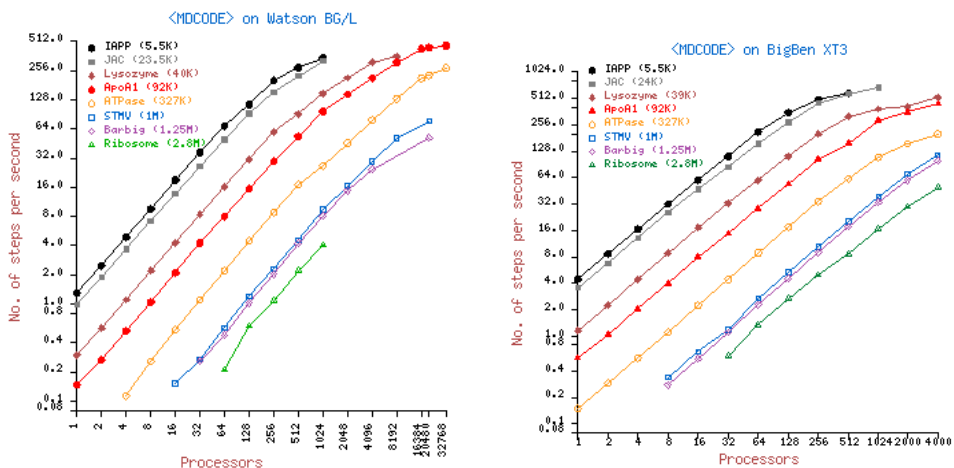 <MDCODE> on Watson BG/L
512.0
256.0
128.0
64.0
32.0
16.0
8.0
4.0
2.0
1.0
0.8
0.4
0.2
0.1
0.08
No. of steps per second
IAPP (5.5K)
JAC (23.5K)
Lysozyme (40K)
ApoA1 (92K)
ATPase (327K)
STMV (1M)
Barbig (1.25M)
Ribosome (2.8M)
1
2
4
8
16
32
64
128
256
512
1024
2048
4096
8192
16384
20480
32768
Processors
<MDCODE> on BigBen XT3
1024.0
512.0
256.0
128.0
64.0
32.0
16.0
8.0
4.0
2.0
1.0
0.8
0.4
0.2
0.1
0.08
No. of steps per second
IAPP (5.5K)
JAC (24K)
Lysozyme (39K)
ApoA1 (92K)
ATPase (327K)
STMV (1M)
Barbig (1.25M)
Ribosome (2.8M)
1
2
4
8
16
32
64
128
256
512
1024
2000
4000
Processors